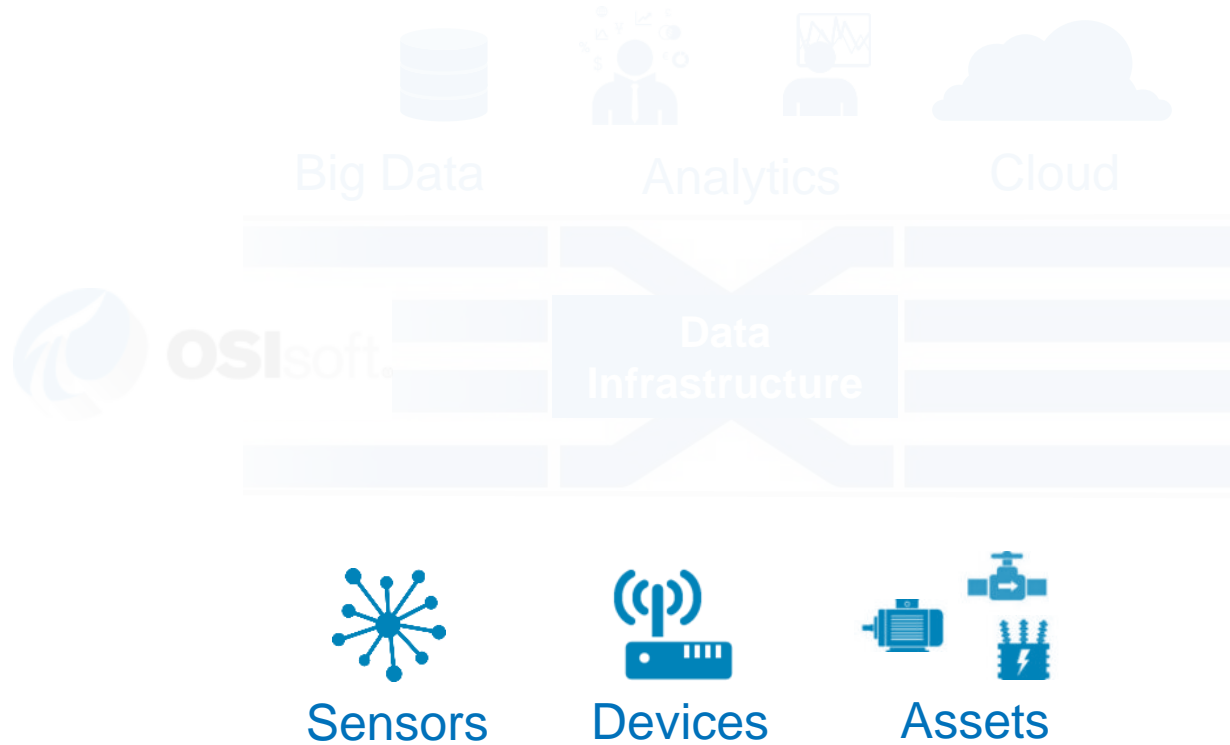 Big Data
Analytics
Cloud
OSIsoft.
Data
Infrastructure
Sensors
Devices
Assets